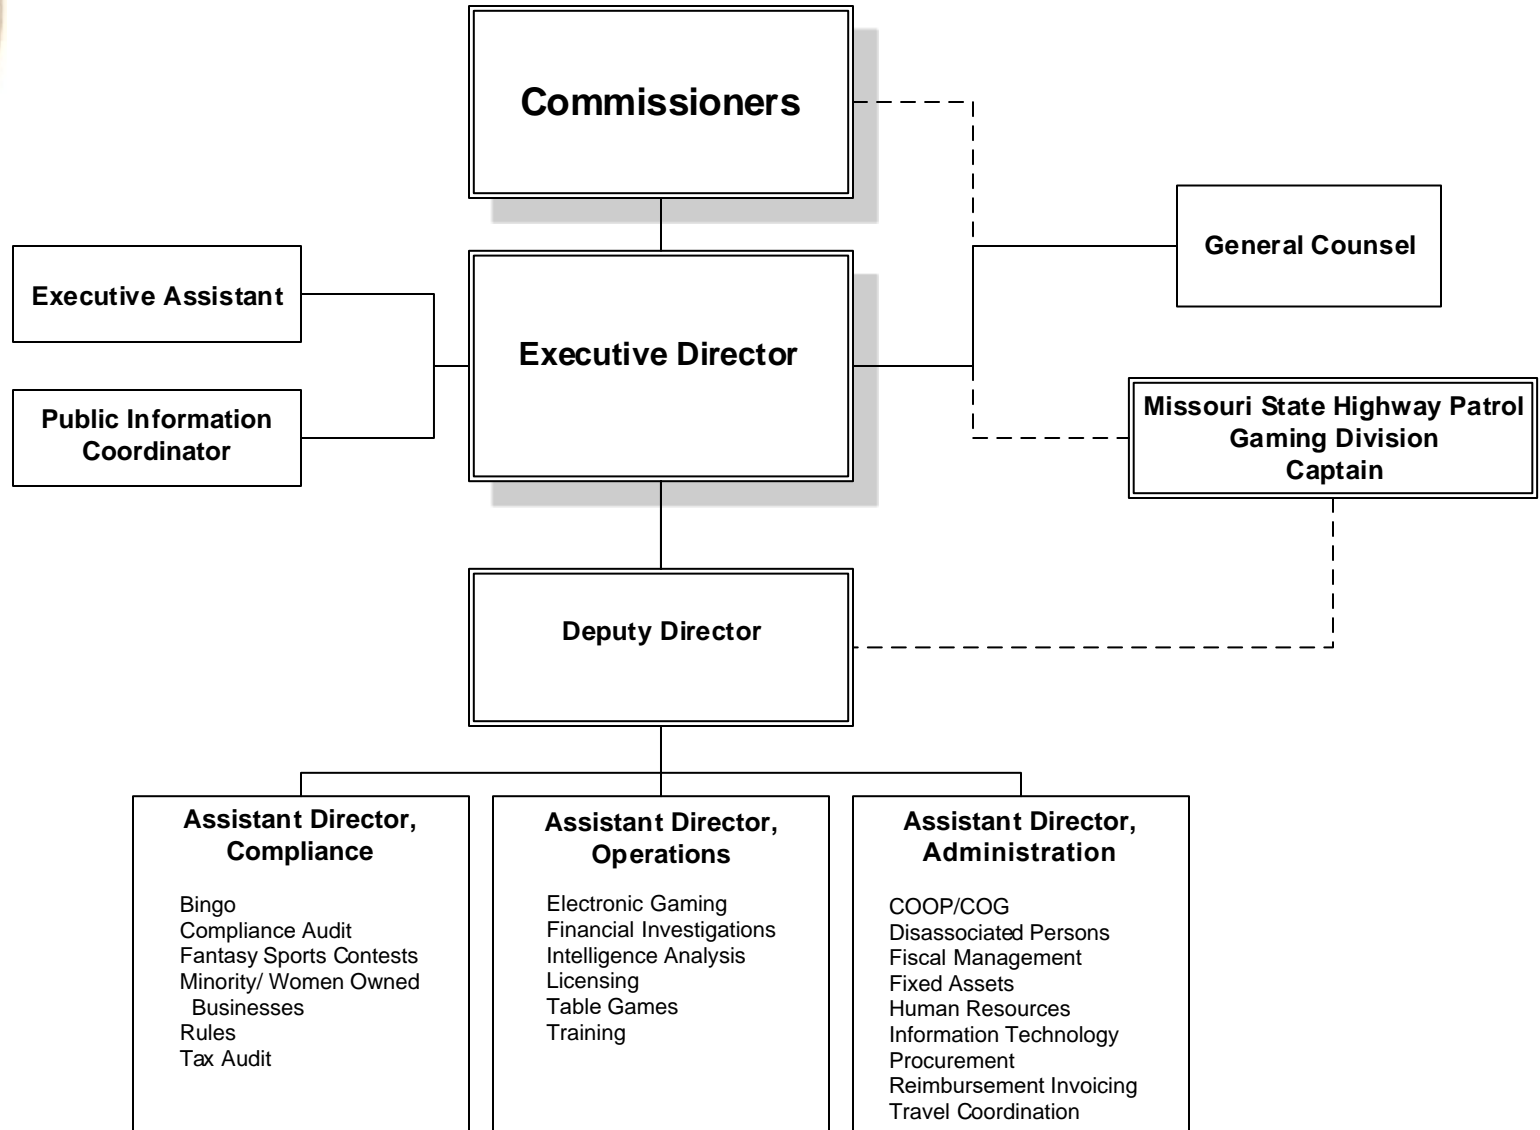 Commissioners
General Counsel
Executive Assistant
Executive Director
Public Information
Coordinator
Missouri State Highway Patrol
Gaming Division
Captain
Deputy Director
Assistant Director,
Compliance
Bingo
Compliance Audit
Fantasy Sports Contests
Minority/ Women Owned
Businesses
Rules
Tax Audit
Assistant Director,
Operations
Electronic Gaming
Financial Investigations
Intelligence Analysis
Licensing
Table Games
Training
Assistant Director,
Administration
COOP/COG
Disassociated Persons
Fiscal Management
Fixed Assets
Human Resources
Information Technology
Procurement
Reimbursement Invoicing
Travel Coordination